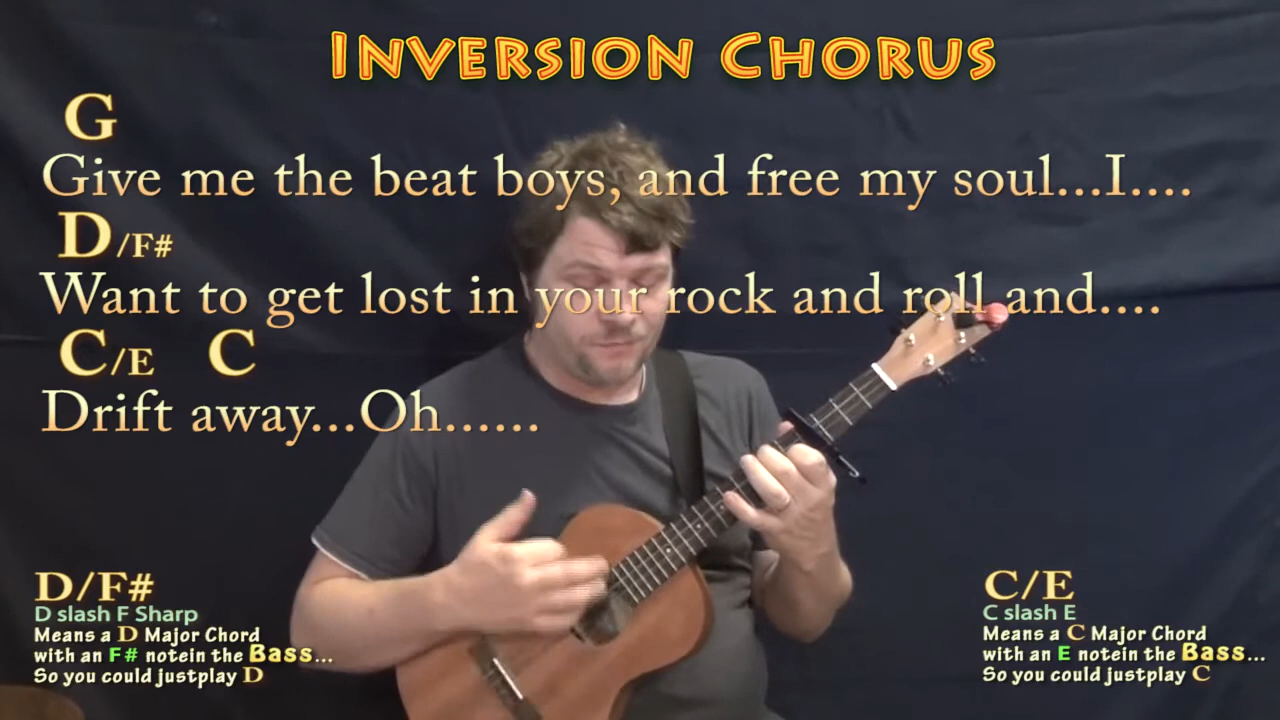 INVERSION CHORUS
G
Give me the beat boys, and free my soul...I....
D/F#
Want to get lost in your rock and roll and....
C/E C
Drift away...Oh......
D/F#
D slash F Sharp
Means a D Major Chord
with an F# notein the Bass...
So you could justplay D
C/E
C slash E
Means a C Major Chord
with an E notein the Bass...
So you could justplay C